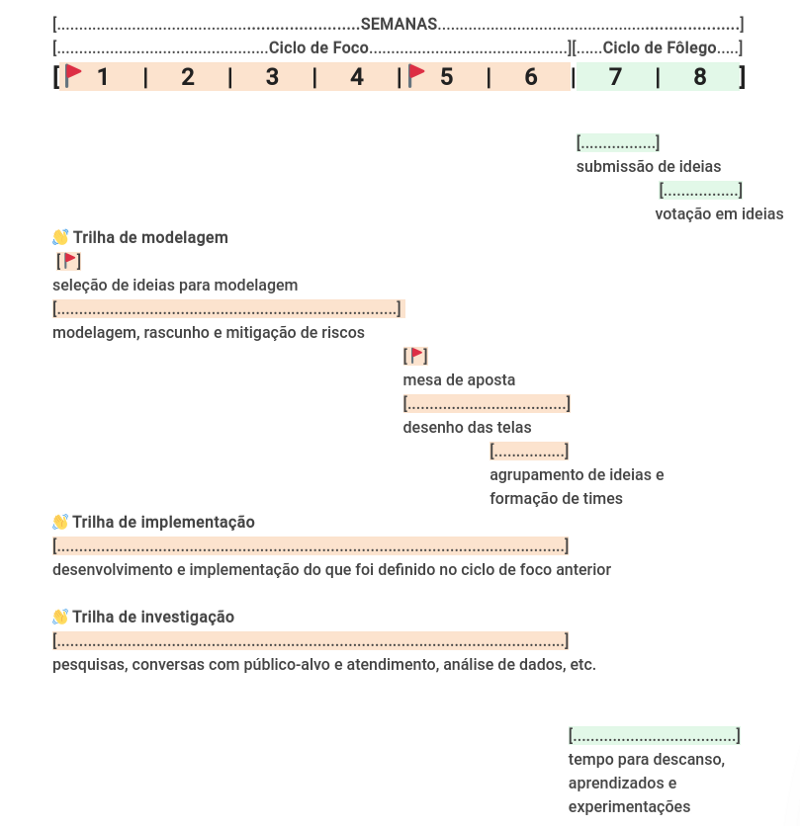 [......................................................................SEMANAS......................................................................]
[.................................................Ciclo de Foco..............................................][......Ciclo de Fôlego.....]
[🚩 1 | 2 | 3 | 4 |🚩 5 | 6 | 7 | 8 ]
[.................]
submissão de ideias
[.................]
votação em ideias
👋 Trilha de modelagem
[🚩]
seleção de ideias para modelagem
[...............................................................................]
modelagem, rascunho e mitigação de riscos
[🚩]
mesa de aposta
[.....................................]
desenho das telas
[.................]
agrupamento de ideias e
formação de times
👋 Trilha de implementação
[......................................................................................................................]
desenvolvimento e implementação do que foi definido no ciclo de foco anterior
👋 Trilha de investigação
[......................................................................................................................]
pesquisas, conversas com público-alvo e atendimento, análise de dados, etc.
[......................................]
tempo para descanso,
aprendizados e
experimentações